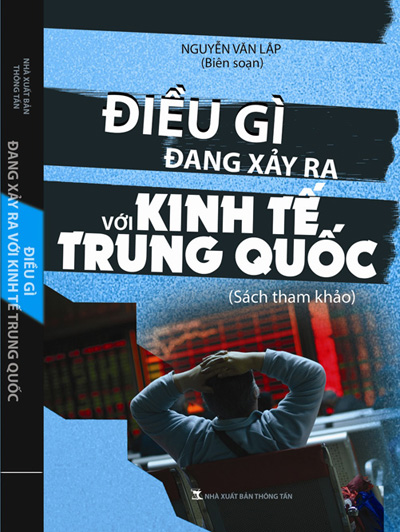 NGUYỄN VĂN LẬP
(Biên soạn)
ĐIỀU GÌ
ĐANG XẢY RA
VỚI KINH TẾ
TRUNG QUỐC
(Sách tham khảo)
NHÀ XUẤT BẢN THÔNG TẤN
NHÀ XUẤT BẢN
THÔNG TẤN
ĐIỀU GÌ
ĐANG XẢY RA VỚI KINH TẾ TRUNG QUỐC